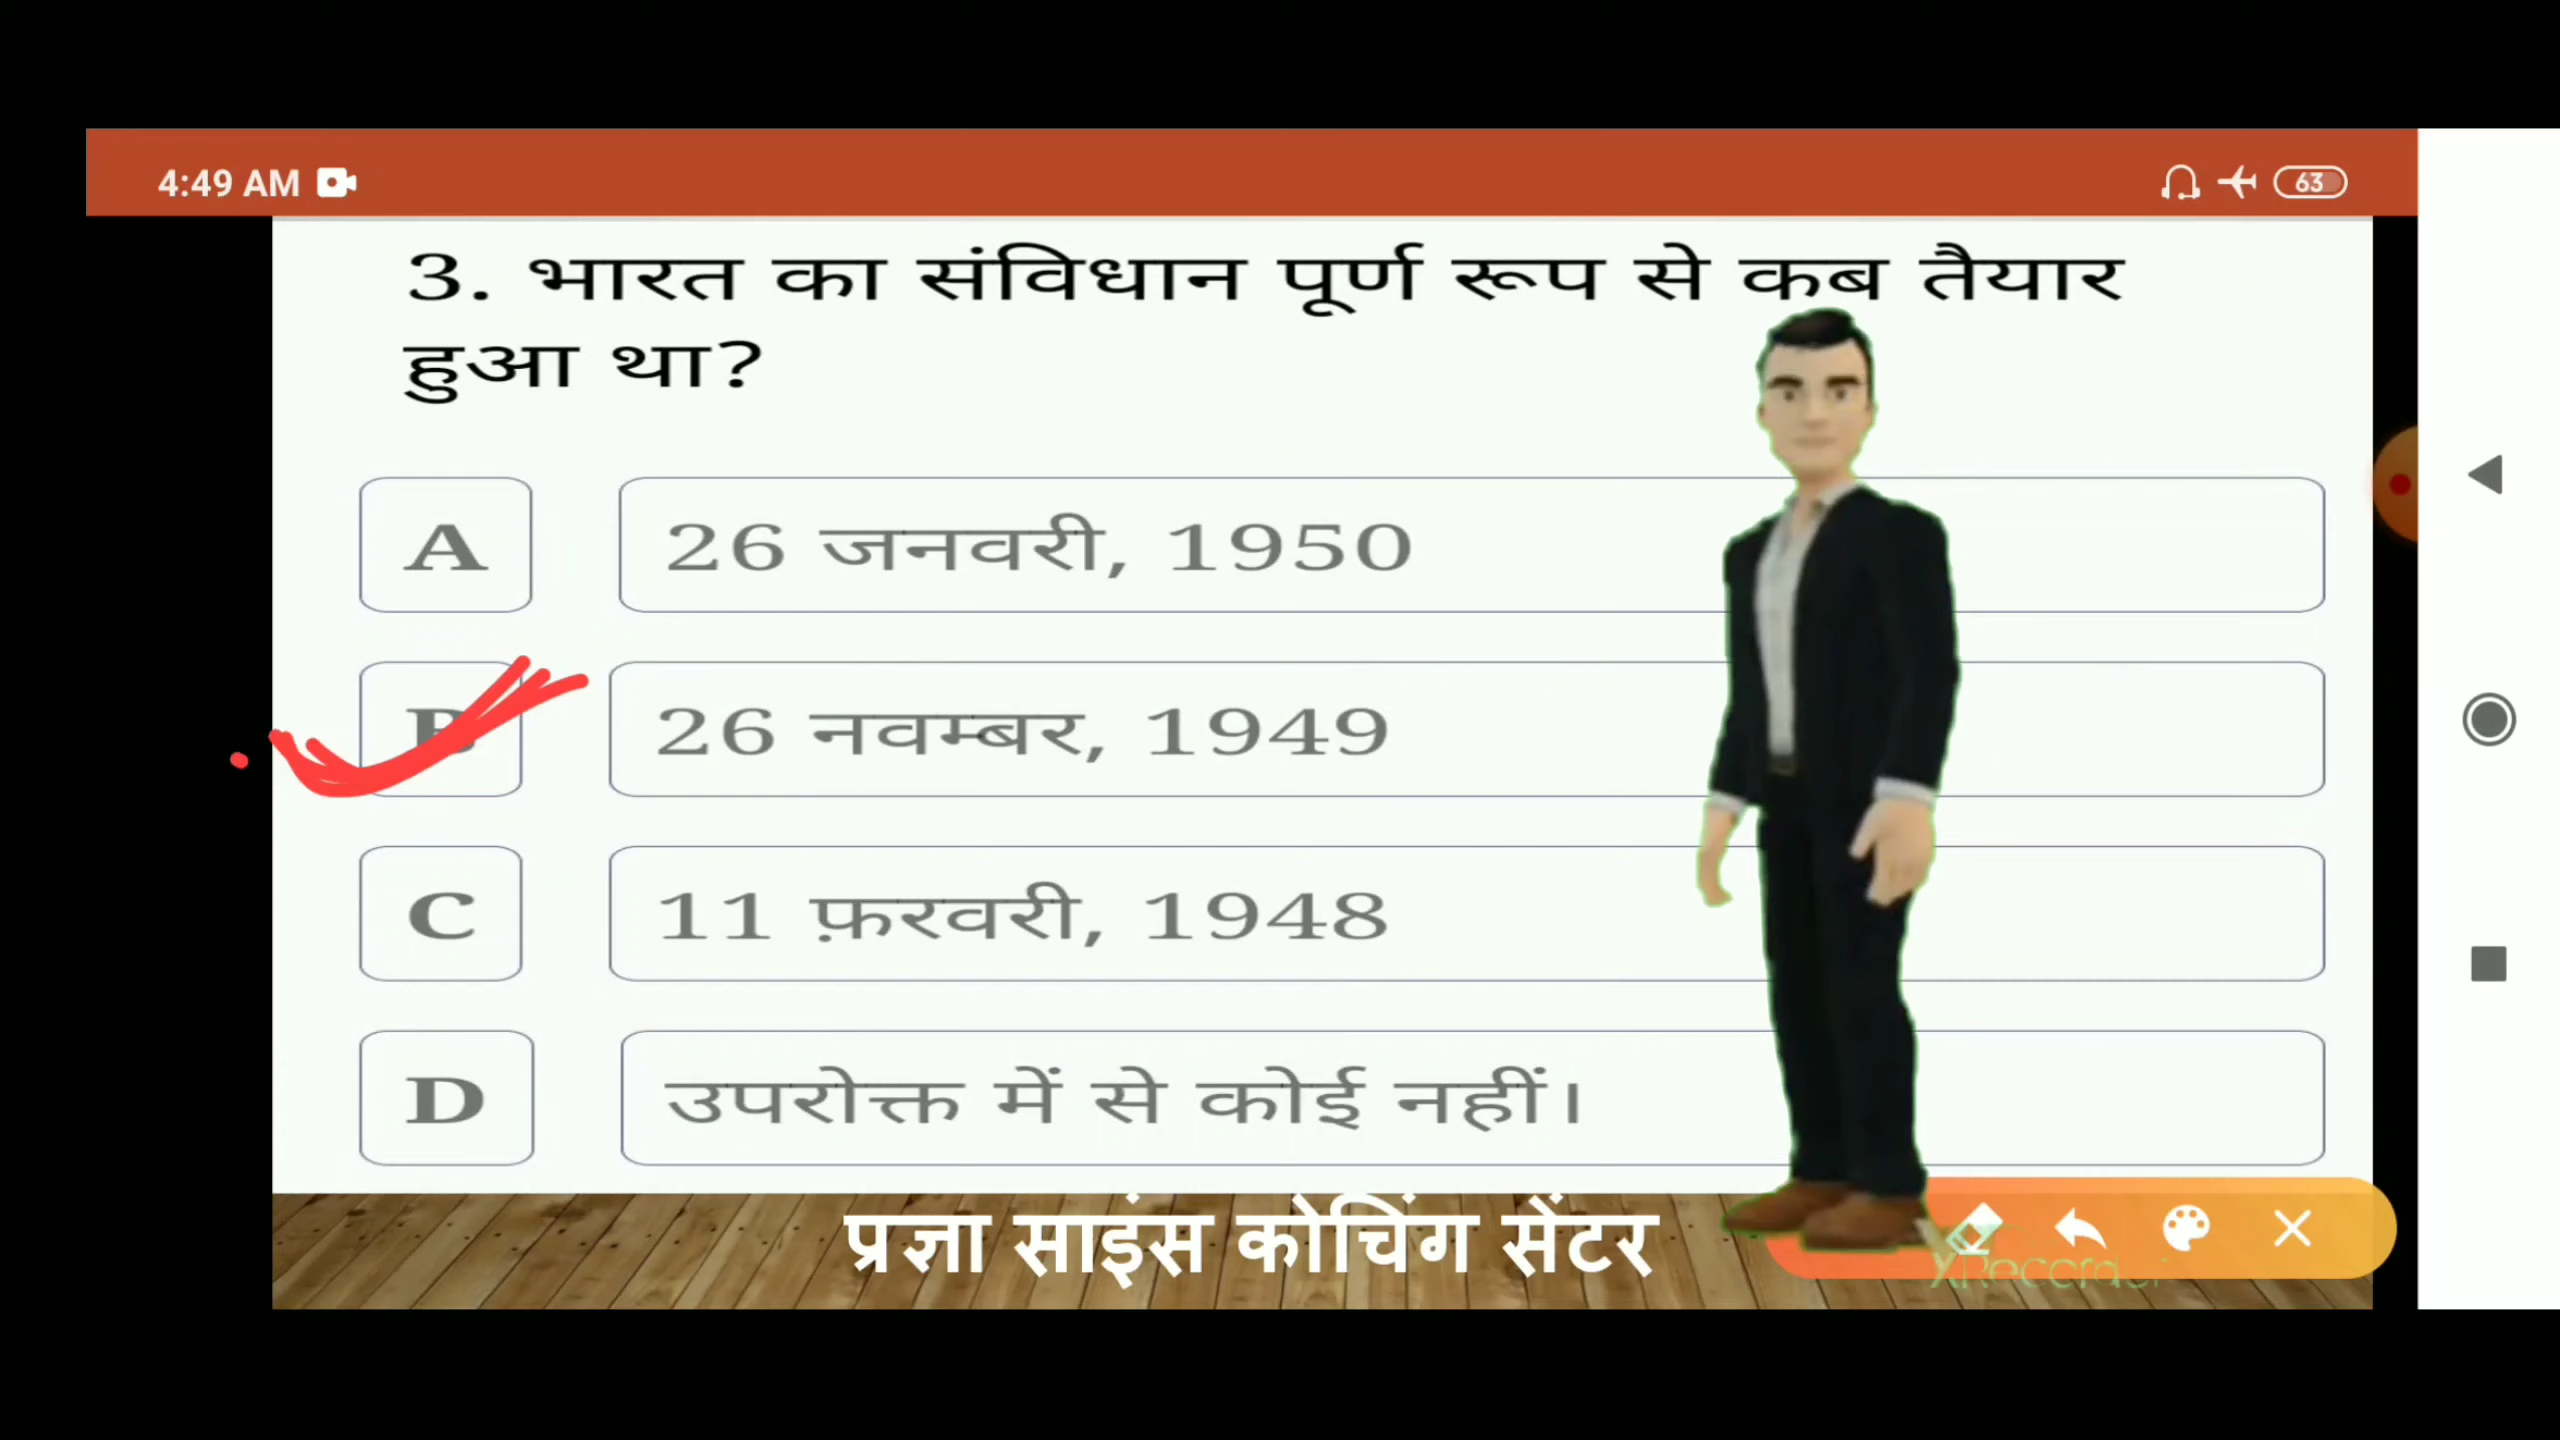 4:49 AM
63
3. भारत का संविधान पूर्ण रूप से कब तैयार
हुआ था?
A
26 जनवरी, 1950
B
26 नवम्बर, 1949
C
11 फ़रवरी, 1948
D
उपरोक्त में से कोई नहीं।
प्रज्ञा साइंस कोचिंग सेंटर
XRecorder